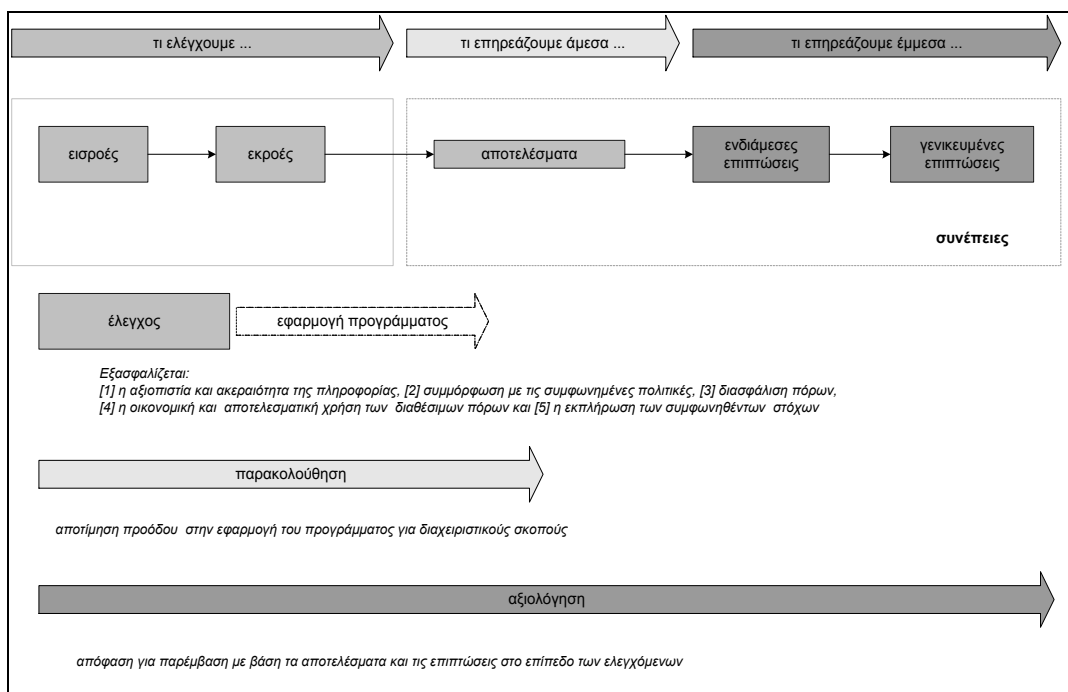 τι ελέγχουμε ...
τι επηρεάζουμε άμεσα ...
τι επηρεάζουμε έμμεσα ...
εισροές
εκροές
αποτελέσματα
ενδιάμεσες
επιπτώσεις
γενικευμένες
επιπτώσεις
συνέπειες
έλεγχος
εφαρμογή προγράμματος
Εξασφαλίζεται:
[1] η αξιοπιστία και ακεραιότητα της πληροφορίας, [2] συμμόρφωση με τις συμφωνημένες πολιτικές, [3] διασφάλιση πόρων,
[4] η οικονομική και αποτελεσματική χρήση των διαθέσιμων πόρων και [5] η εκπλήρωση των συμφωνηθέντων στόχων
παρακολούθηση
αποτίμηση προόδου στην εφαρμογή του προγράμματος για διαχειριστικούς σκοπούς
αξιολόγηση
απόφαση για παρέμβαση με βάση τα αποτελέσματα και τις επιπτώσεις στο επίπεδο των ελεγχόμενων